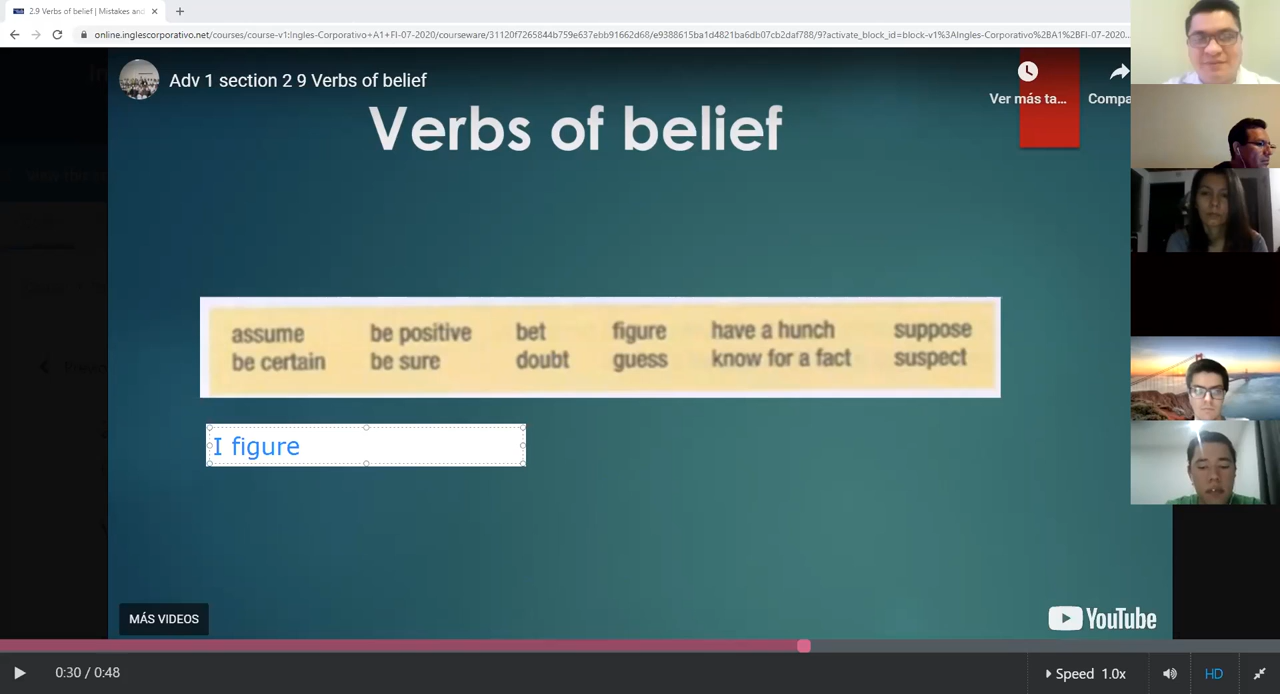 2.9 Verbs of belief | Mistakes and
online.inglescorporativo.net/courses/course-v1:Ingles-Corporativo+A1+FI-07-2020/courseware/31120f7265844b759e637ebb91662d68/e9388615ba1d4821ba6db07cb2daf788/9?activate_block_id=block-v1%3AIngles-Corporativo%2BA1%2BFI-07-2020...
Adv 1 section 2 9 Verbs of belief
Ver más ta...
Compa
Verbs of belief
assume be positive bet figure have a hunch suppose
be certain be sure doubt guess know for a fact suspect
I figure
MÁS VIDEOS
YouTube
0:30 / 0:48
Speed 1.0x
HD